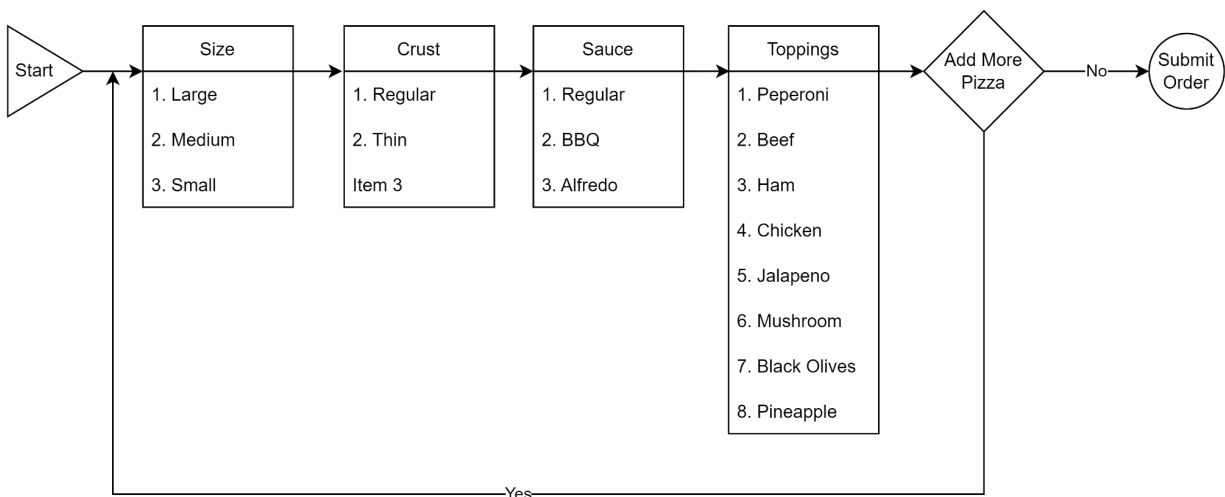 Start
Size
1. Large
2. Medium
3. Small
Crust
1. Regular
2. Thin
Item 3
Sauce
1. Regular
2. BBQ
3. Alfredo
Toppings
1. Peperoni
2. Beef
3. Ham
4. Chicken
5. Jalapeno
6. Mushroom
7. Black Olives
8. Pineapple
Add More
Pizza
No
Submit
Order
Yes